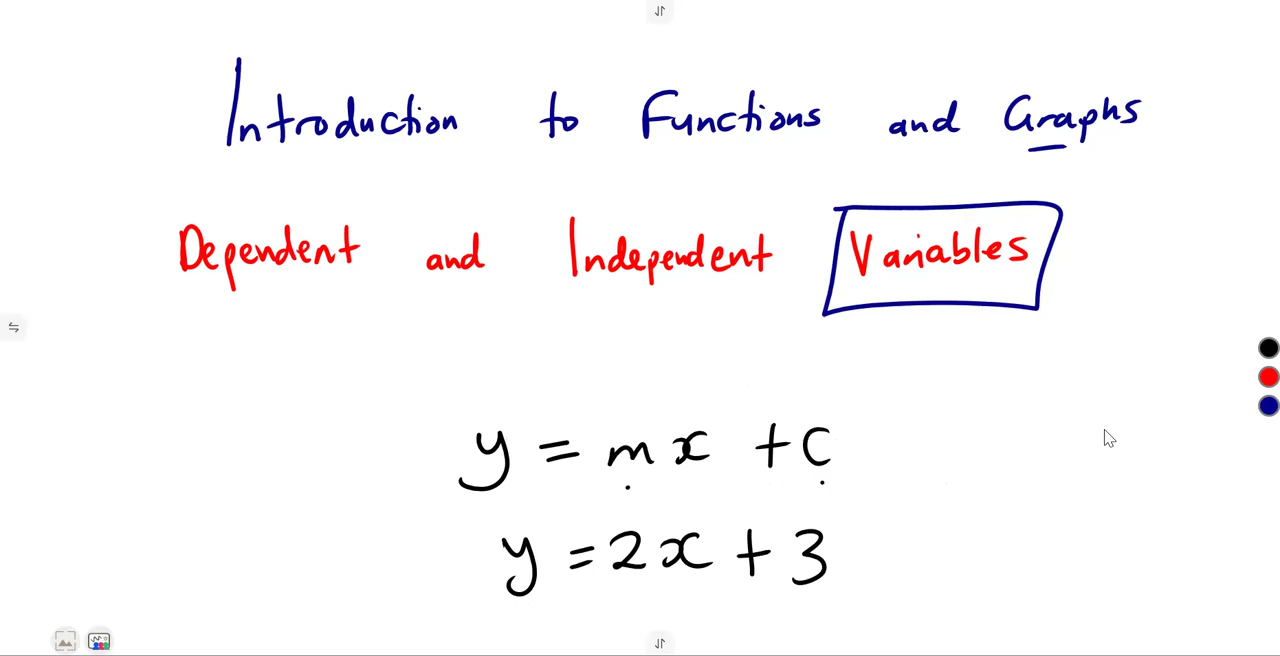 Introduction to Functions and Graphs
Dependent and Independent Variables
y = mx + c
y = 2x + 3